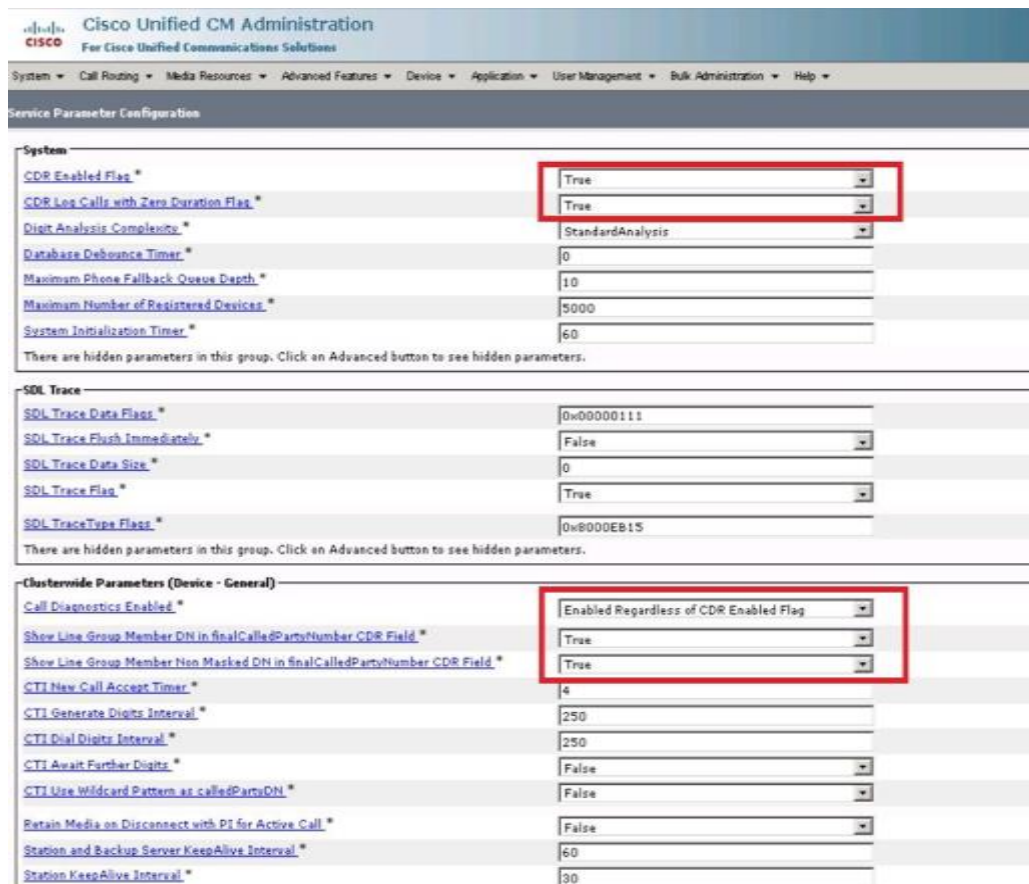 Cisco Unified CM Administration
CISCO
For Cisco Unified Communications Solutions
System Call Routing Media Resources Advanced Features Device Application User Management Bulk Administration Help
Service Parameter Configuration
System
CDR Enabled Flag * True
CDR Log Calls with Zero Duration Flag * True
Digit Analysis Complexity * StandardAnalysis
Database Debounce Timer * 0
Maximum Phone Fallback Queue Depth * 10
Maximum Number of Registered Devices * 5000
System Initialization Timer * 60
There are hidden parameters in this group. Click on Advanced button to see hidden parameters.
SDL Trace
SDL Trace Data Flags * 0x00000111
SDL Trace Flush Immediately * False
SDL Trace Data Size * 0
SDL Trace Flag * True
SDL TraceType Flags * 0x8000EB15
There are hidden parameters in this group. Click on Advanced button to see hidden parameters.
Clusterwide Parameters (Device - General)
Call Diagnostics Enabled * Enabled Regardless of CDR Enabled Flag
Show Line Group Member DN in finalCalledPartyNumber CDR Field * True
Show Line Group Member Non Masked DN in finalCalledPartyNumber CDR Field * True
CTI New Call Accept Timer * 4
CTI Generate Digits Interval * 250
CTI Dial Digits Interval * 250
CTI Await Further Digits * False
CTI Use Wildcard Pattern as calledPartyDN * False
Retain Media on Disconnect with PI for Active Call * False
Station and Backup Server KeepAlive Interval * 60
Station KeepAlive Interval * 30